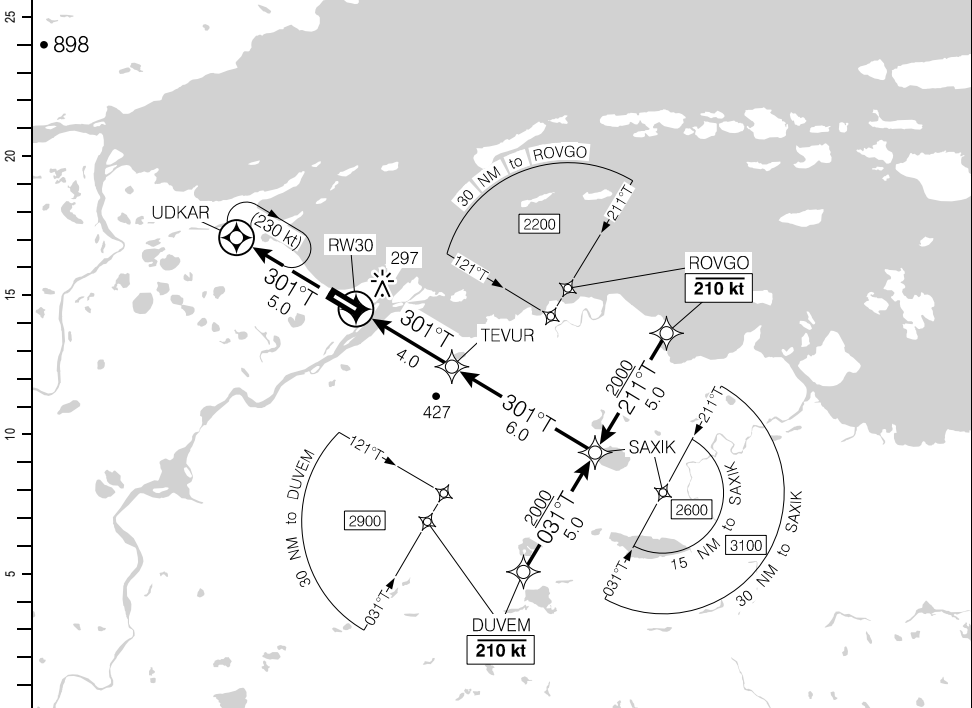 25
898
20
15
10
5
UDKAR
(230 kt)
301°T
5.0
RW30
297
301°T
4.0
TEVUR
427
301°T
6.0
30 NM to ROVGO
2200
211°T
121°T
ROVGO
210 kt
2000
211°T
5.0
SAXIK
2000
031°T
5.0
211°T
2600
15 NM to SAXIK
3100
30 NM to SAXIK
031°T
121°T
30 NM to DUVEM
2900
031°T
DUVEM
210 kt